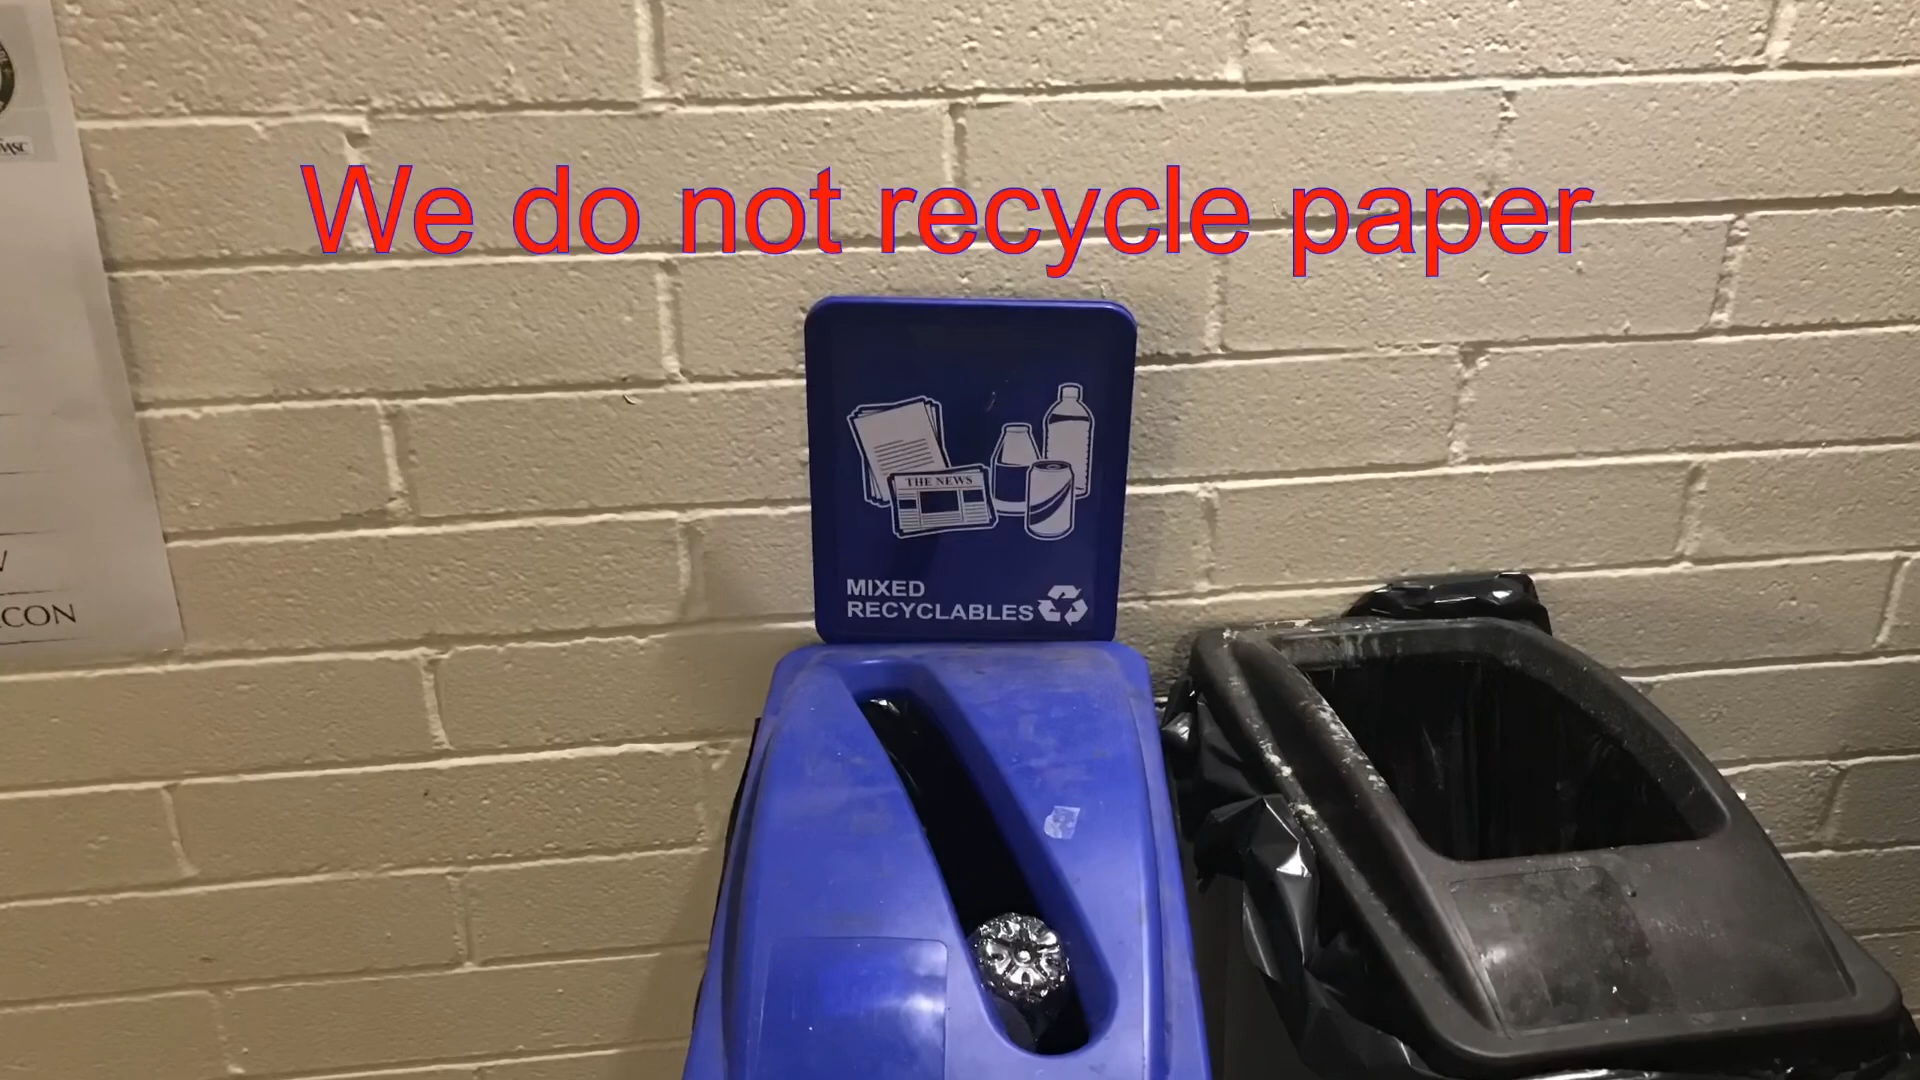 We do not recycle paper
THE NEWS
MIXED
RECYCLABLES
CON